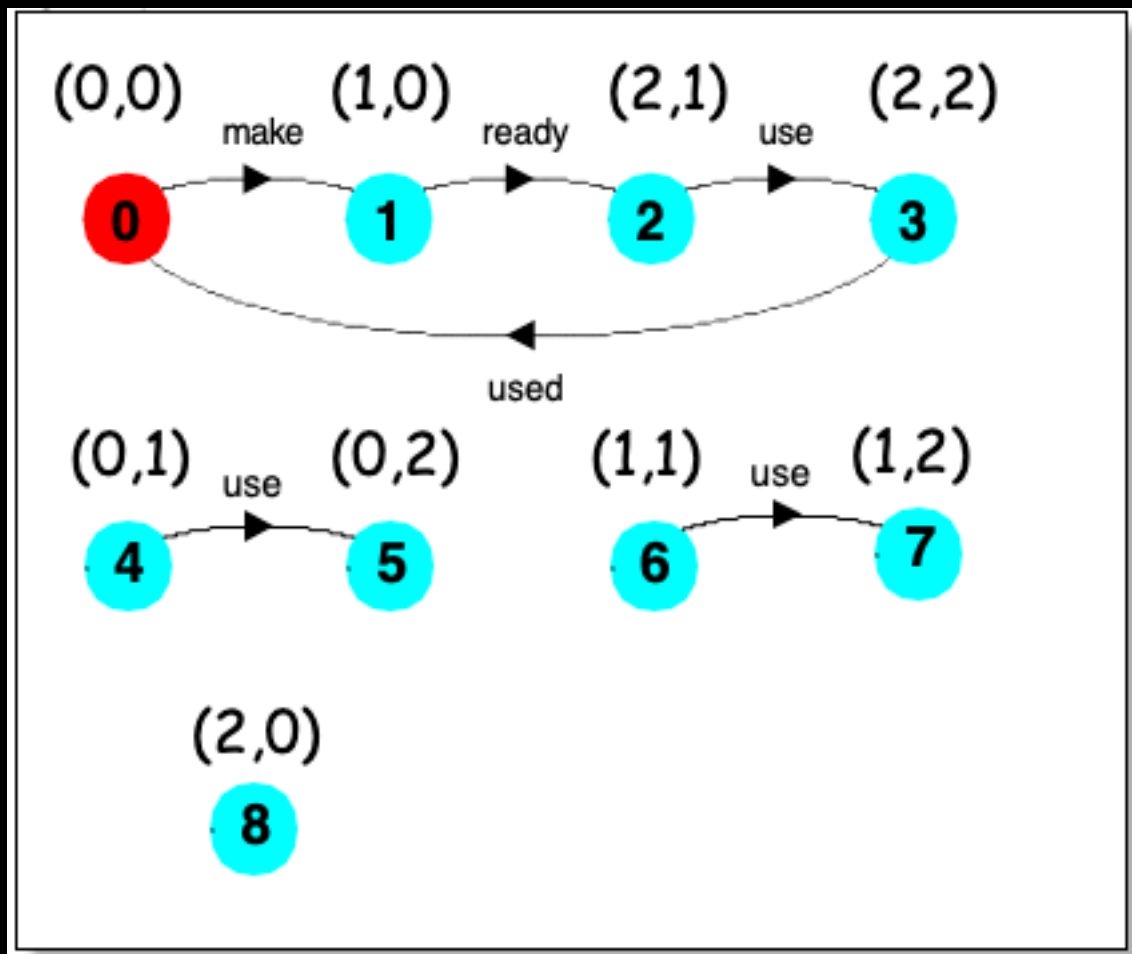 (0,0) (1,0) (2,1) (2,2)
make ready use
0 1 2 3
used
(0,1) (0,2) (1,1) (1,2)
use use
4 5 6 7
(2,0)
8